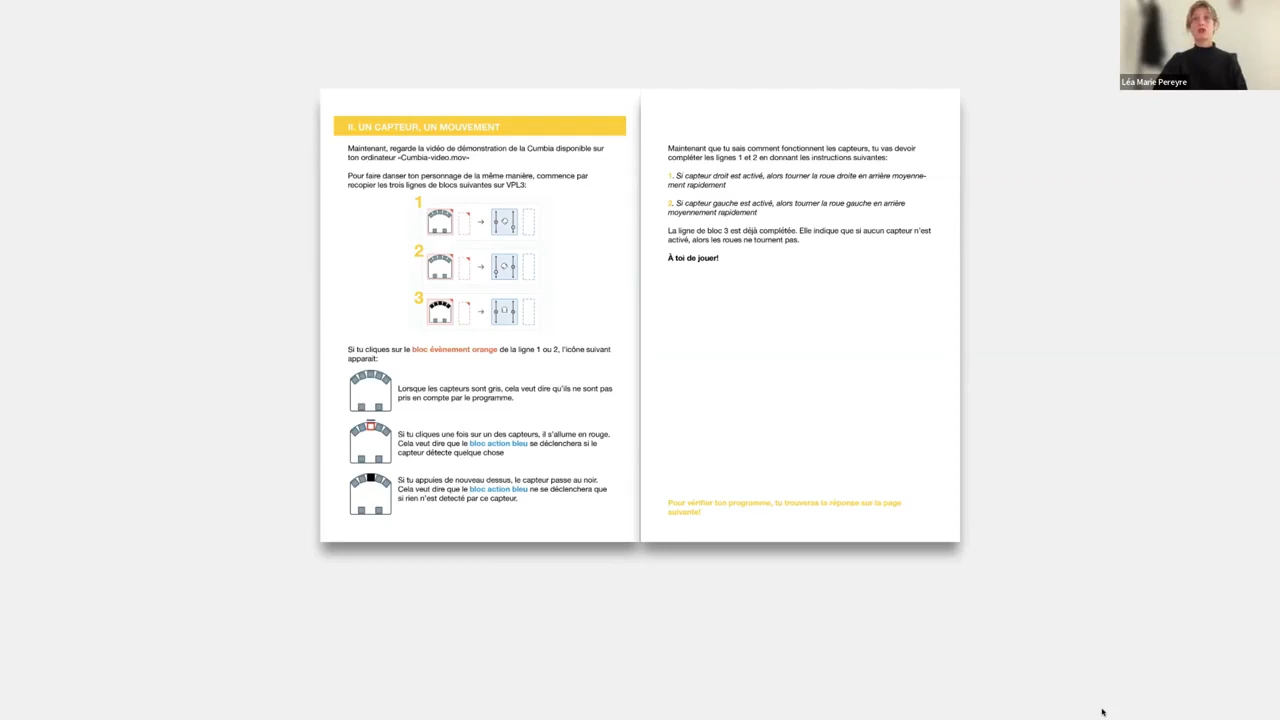 Léa Marie Pereyre
II. UN CAPTEUR, UN MOUVEMENT
Maintenant, regarde la vidéo de démonstration de la Cumbia disponible sur
ton ordinateur «Cumbia-video.mov»
Pour faire danser ton personnage de la même manière, commence par
recopier les trois lignes de blocs suivantes sur VPL3:
1
2
3
Si tu cliques sur le bloc évènement orange de la ligne 1 ou 2, l'icône suivant
apparait:
Lorsque les capteurs sont gris, cela veut dire qu'ils ne sont pas
pris en compte par le programme.
Si tu cliques une fois sur un des capteurs, il s'allume en rouge.
Cela veut dire que le bloc action bleu se déclenchera si le
capteur détecte quelque chose
Si tu appuies de nouveau dessus, le capteur passe au noir.
Cela veut dire que le bloc action bleu ne se déclenchera que
si rien n'est detecté par ce capteur.
Maintenant que tu sais comment fonctionnent les capteurs, tu vas devoir
compléter les lignes 1 et 2 en donnant les instructions suivantes:
1. Si capteur droit est activé, alors tourner la roue droite en arrière moyenne-
ment rapidement
2. Si capteur gauche est activé, alors tourner la roue gauche en arrière
moyennement rapidement
La ligne de bloc 3 est déjà complétée. Elle indique que si aucun capteur n'est
activé, alors les roues ne tournent pas.
À toi de jouer!
Pour vérifier ton programme, tu trouveras la réponse sur la page
suivante!